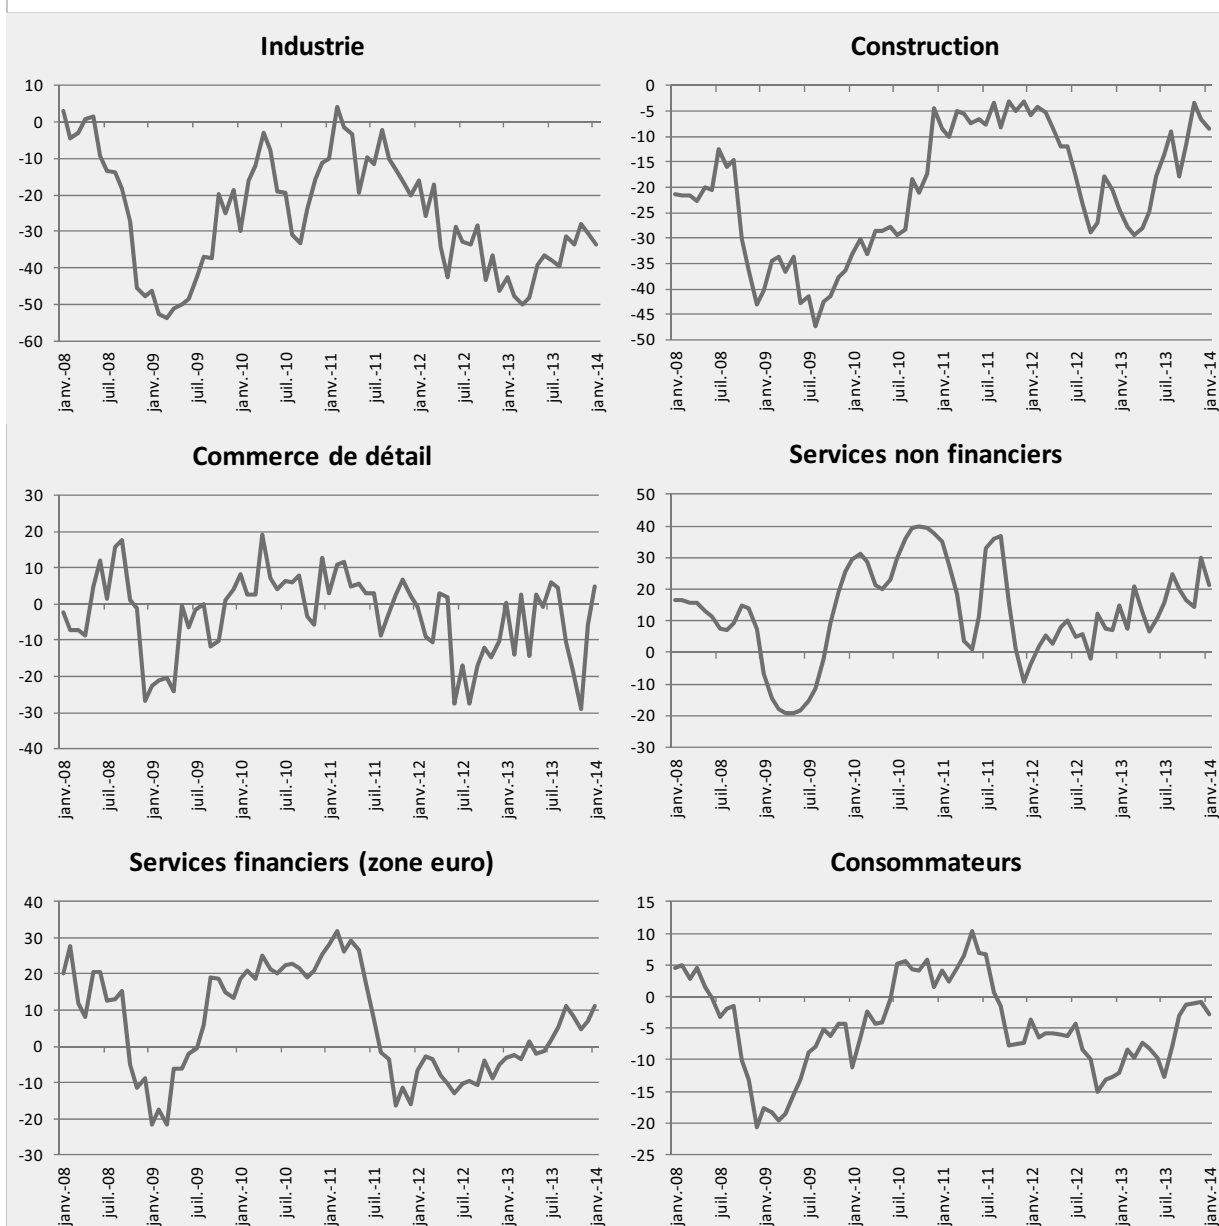 Industrie
10
0
-10
-20
-30
-40
-50
-60
janv.-08
juil.-08
janv.-09
juil.-09
janv.-10
juil.-10
janv.-11
juil.-11
janv.-12
juil.-12
janv.-13
juil.-13
janv.-14
Construction
0
-5
-10
-15
-20
-25
-30
-35
-40
-45
-50
janv.-08
juil.-08
janv.-09
juil.-09
janv.-10
juil.-10
janv.-11
juil.-11
janv.-12
juil.-12
janv.-13
juil.-13
janv.-14
Commerce de détail
30
20
10
0
-10
-20
-30
-40
janv.-08
juil.-08
janv.-09
juil.-09
janv.-10
juil.-10
janv.-11
juil.-11
janv.-12
juil.-12
janv.-13
juil.-13
janv.-14
Services non financiers
50
40
30
20
10
0
-10
-20
-30
janv.-08
juil.-08
janv.-09
juil.-09
janv.-10
juil.-10
janv.-11
juil.-11
janv.-12
juil.-12
janv.-13
juil.-13
janv.-14
Services financiers (zone euro)
40
30
20
10
0
-10
-20
-30
janv.-08
juil.-08
janv.-09
juil.-09
janv.-10
juil.-10
janv.-11
juil.-11
janv.-12
juil.-12
janv.-13
juil.-13
janv.-14
Consommateurs
15
10
5
0
-5
-10
-15
-20
-25
janv.-08
juil.-08
janv.-09
juil.-09
janv.-10
juil.-10
janv.-11
juil.-11
janv.-12
juil.-12
janv.-13
juil.-13
janv.-14